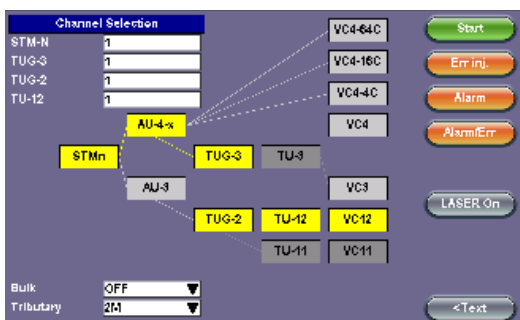 Channel Selection
STM-N 1
TUG-3 1
TUG-2 1
TU-12 1
VC4-64C
VC4-16C
VC4-4C
AU-4-x VC4
STMn TUG-3 TU-3
AU-3 VC3
TUG-2 TU-12 VC12
TU-11 VC11
Bulk OFF
Tributary 2M
Start
Err inj.
Alarm
Alarm/Err
LASER On
<Text